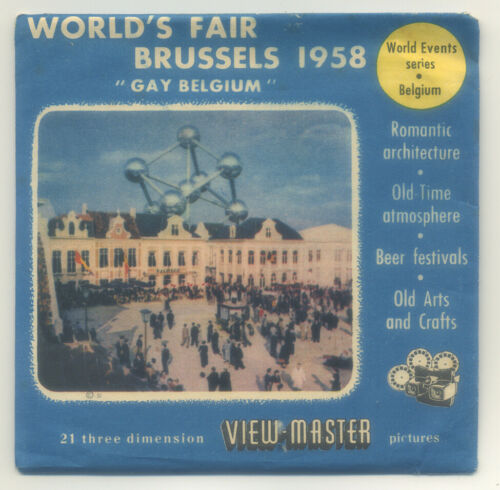 WORLD'S FAIR
BRUSSELS 1958
"GAY BELGIUM"
World Events
series
•
Belgium
Romantic
architecture
•
Old-Time
atmosphere
•
Beer festivals
•
Old Arts
and Crafts
21 three dimension VIEW-MASTER pictures